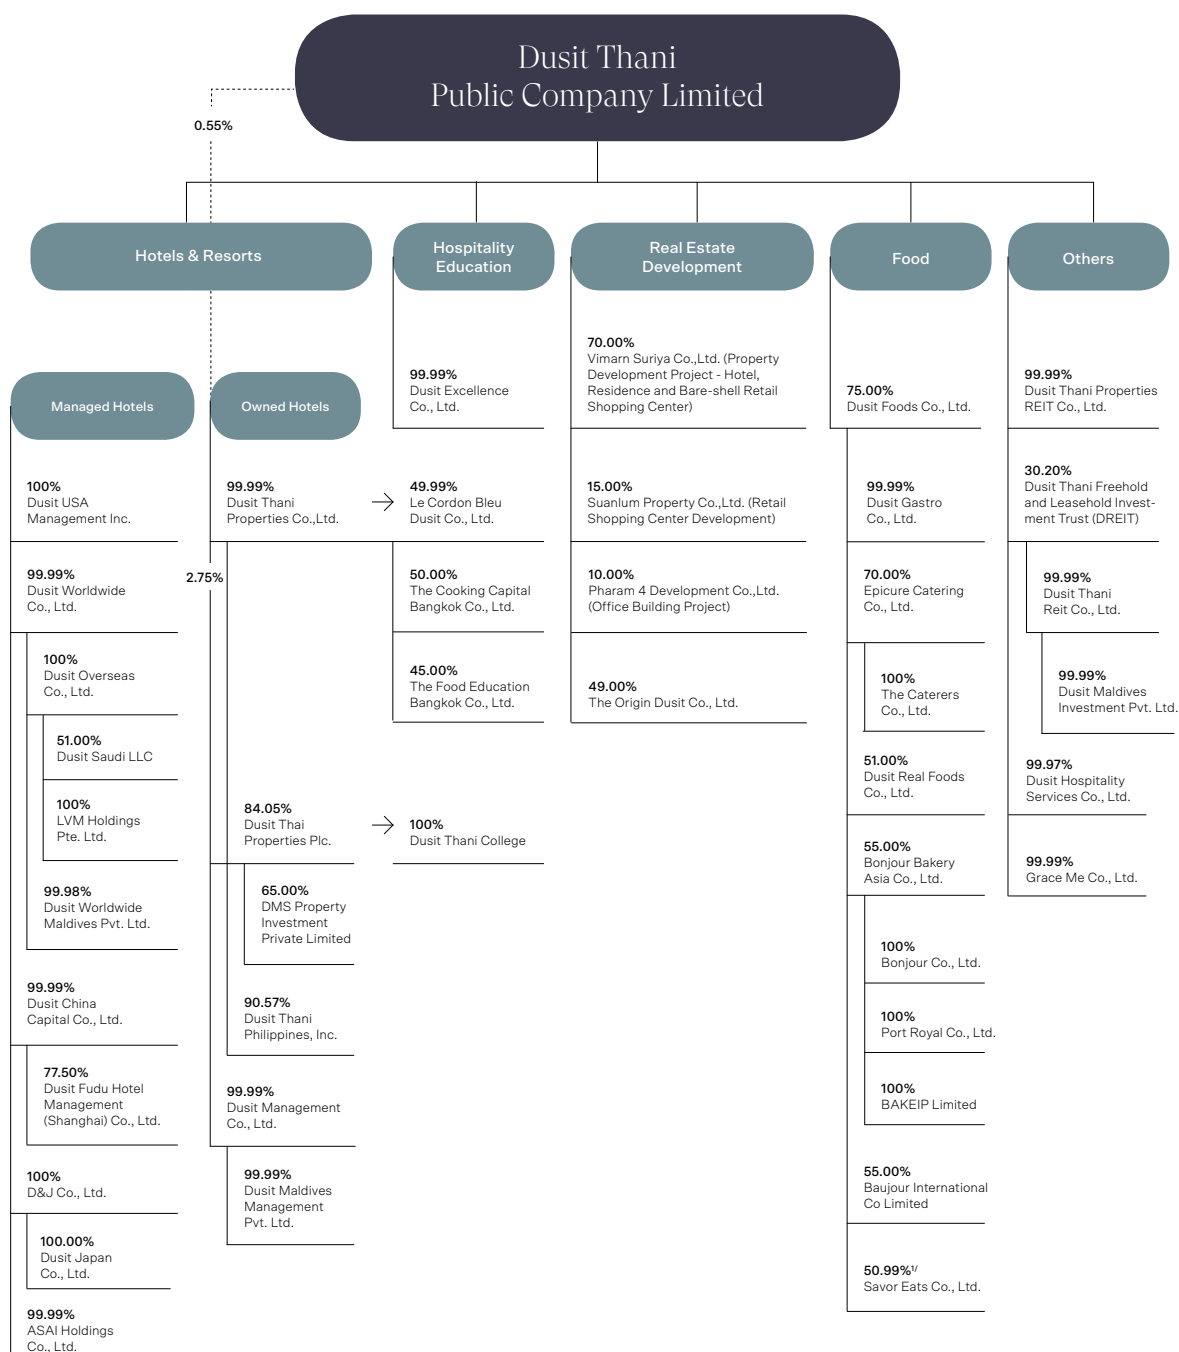 Dusit Thani
Public Company Limited
0.55%
Hotels & Resorts
Hospitality
Education
Real Estate
Development
Food
Others
Managed Hotels
100%
Dusit USA
Management Inc.
99.99%
Dusit Worldwide
Co., Ltd.
100%
Dusit Overseas
Co., Ltd.
51.00%
Dusit Saudi LLC
100%
LVM Holdings
Pte. Ltd.
99.98%
Dusit Worldwide
Maldives Pvt. Ltd.
99.99%
Dusit China
Capital Co., Ltd.
77.50%
Dusit Fudu Hotel
Management
(Shanghai) Co., Ltd.
100%
D&J Co., Ltd.
100.00%
Dusit Japan
Co., Ltd.
99.99%
ASAI Holdings
Co., Ltd.
Owned Hotels
99.99%
Dusit Thani
Properties Co.,Ltd.
2.75%
84.05%
Dusit Thai
Properties Plc.
65.00%
DMS Property
Investment
Private Limited
90.57%
Dusit Thani
Philippines, Inc.
99.99%
Dusit Management
Co., Ltd.
99.99%
Dusit Maldives
Management
Pvt. Ltd.
99.99%
Dusit Excellence
Co., Ltd.
49.99%
Le Cordon Bleu
Dusit Co., Ltd.
50.00%
The Cooking Capital
Bangkok Co., Ltd.
45.00%
The Food Education
Bangkok Co., Ltd.
100%
Dusit Thani College
70.00%
Vimarn Suriya Co.,Ltd. (Property
Development Project - Hotel,
Residence and Bare-shell Retail
Shopping Center)
15.00%
Suanlum Property Co.,Ltd. (Retail
Shopping Center Development)
10.00%
Pharam 4 Development Co.,Ltd.
(Office Building Project)
49.00%
The Origin Dusit Co., Ltd.
75.00%
Dusit Foods Co., Ltd.
99.99%
Dusit Gastro
Co., Ltd.
70.00%
Epicure Catering
Co., Ltd.
100%
The Caterers
Co., Ltd.
51.00%
Dusit Real Foods
Co., Ltd.
55.00%
Bonjour Bakery
Asia Co., Ltd.
100%
Bonjour Co., Ltd.
100%
Port Royal Co., Ltd.
100%
BAKEIP Limited
55.00%
Baujour International
Co Limited
50.99%1/
Savor Eats Co., Ltd.
99.99%
Dusit Thani Properties
REIT Co., Ltd.
30.20%
Dusit Thani Freehold
and Leasehold Invest-
ment Trust (DREIT)
99.99%
Dusit Thani
Reit Co., Ltd.
99.99%
Dusit Maldives
Investment Pvt. Ltd.
99.97%
Dusit Hospitality
Services Co., Ltd.
99.99%
Grace Me Co., Ltd.